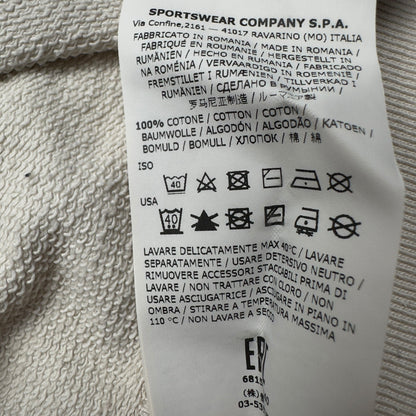 SPORTSWEAR COMPANY S.P.A.
Via Confine,2161 - 41017 RAVARINO (MO) ITALIA
FABBRICATO IN ROMANIA / MADE IN ROMANIA /
FABRIQUÉ EN ROUMANIE / HERGESTELLT IN
RUMÄNIEN / HECHO EN RUMANIA / FABRICADO
NA ROMÉNIA / VERVAARDIGD IN ROEMENIË /
FREMSTILLET I RUMÆNIEN / TILLVERKAD I
RUMÄNIEN / СДЕЛАНО В РУМЫНИИ /
罗马尼亚制造 / ルーマニア製
100% COTONE / COTTON / COTON /
BAUMWOLLE / ALGODÓN / ALGODÃO / KATOEN /
BOMULD / BOMULL / ХЛОПОК / 棉 / 綿
ISO
40
USA
40
LAVARE DELICATAMENTE MAX 40°C/ LAVARE
SEPARATAMENTE / USARE DETERSIVO NEUTRO /
RIMUOVERE ACCESSORI STACCABILI PRIMA DI
LAVARE / NON TRATTARE CON CLORO / NON
USARE ASCIUGATRICE / ASCIUGARE IN PIANO IN
OMBRA / STIRARE A TEMPERATURA MASSIMA
110 °C/ NON LAVARE A SECCO